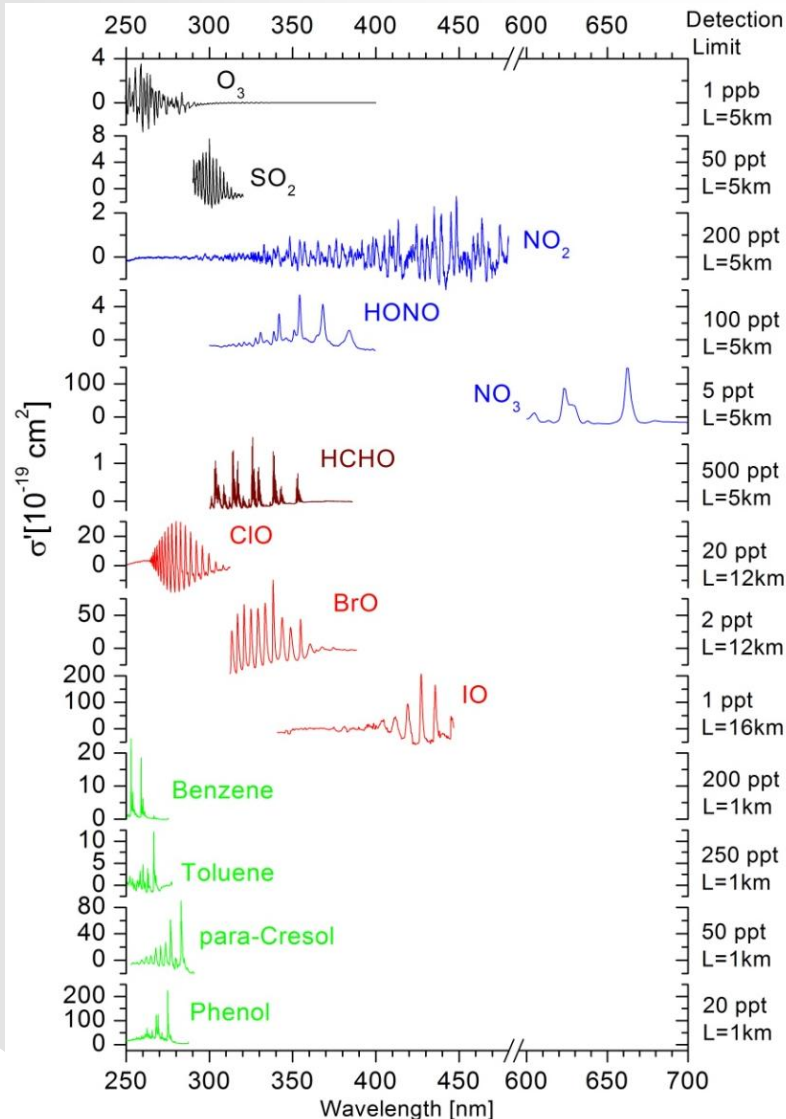 250 300 350 400 450 600 650 Detection
Limit
4
0
O₃
1 ppb
L=5km
8
4
0
SO₂
50 ppt
L=5km
2
0
NO₂
200 ppt
L=5km
4
0
HONO
100 ppt
L=5km
100
0
NO₃
5 ppt
L=5km
1
0
HCHO
500 ppt
L=5km
20
0
ClO
20 ppt
L=12km
50
0
BrO
2 ppt
L=12km
200
100
0
IO
1 ppt
L=16km
20
10
0
Benzene
200 ppt
L=1km
10
5
0
Toluene
250 ppt
L=1km
80
40
0
para-Cresol
50 ppt
L=1km
200
100
0
Phenol
20 ppt
L=1km
σ'[10⁻¹⁹ cm²]
250 300 350 400 450 600 650 700
Wavelength [nm]